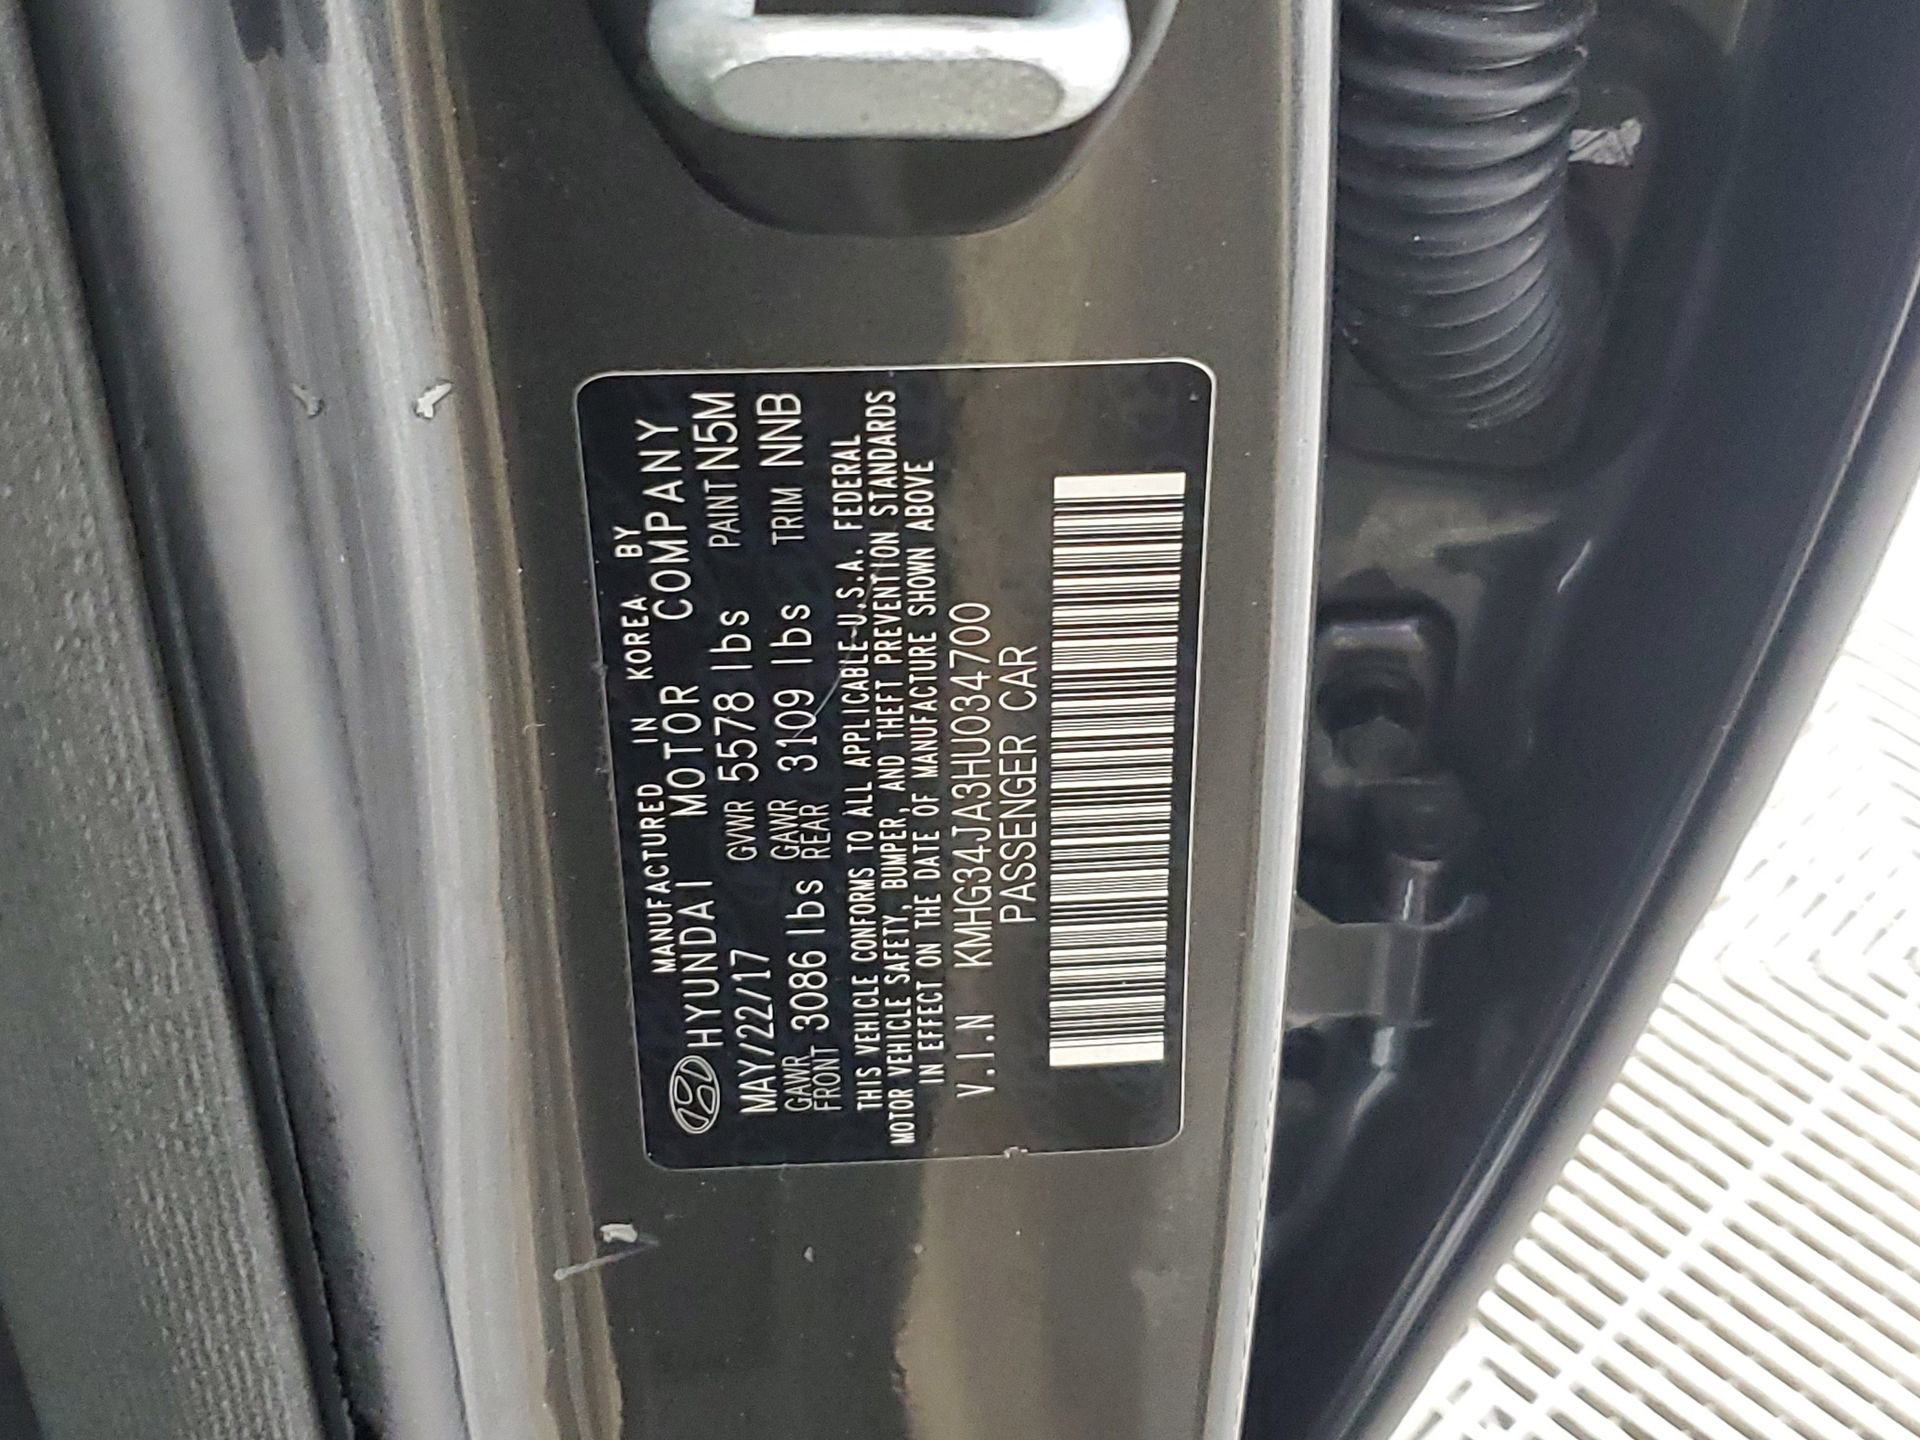 MANUFACTURED IN KOREA BY
HYUNDAI MOTOR COMPANY
MAY/22/17 GVWR 5578 lbs PAINT N5M
GAWR FRONT 3086 lbs GAWR REAR 3109 lbs TRIM NNB
THIS VEHICLE CONFORMS TO ALL APPLICABLE U.S.A. FEDERAL
MOTOR VEHICLE SAFETY, BUMPER, AND THEFT PREVENTION STANDARDS
IN EFFECT ON THE DATE OF MANUFACTURE SHOWN ABOVE
V.I.N KMHG34JA3HU034700
PASSENGER CAR